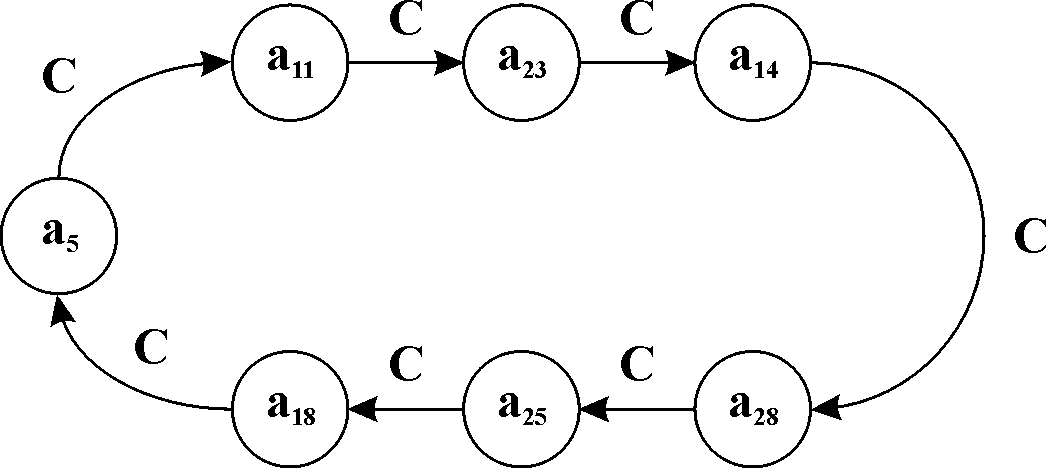 C C
C a₁₁ a₂₃ a₁₄
a₅ C
C C C
a₁₈ a₂₅ a₂₈